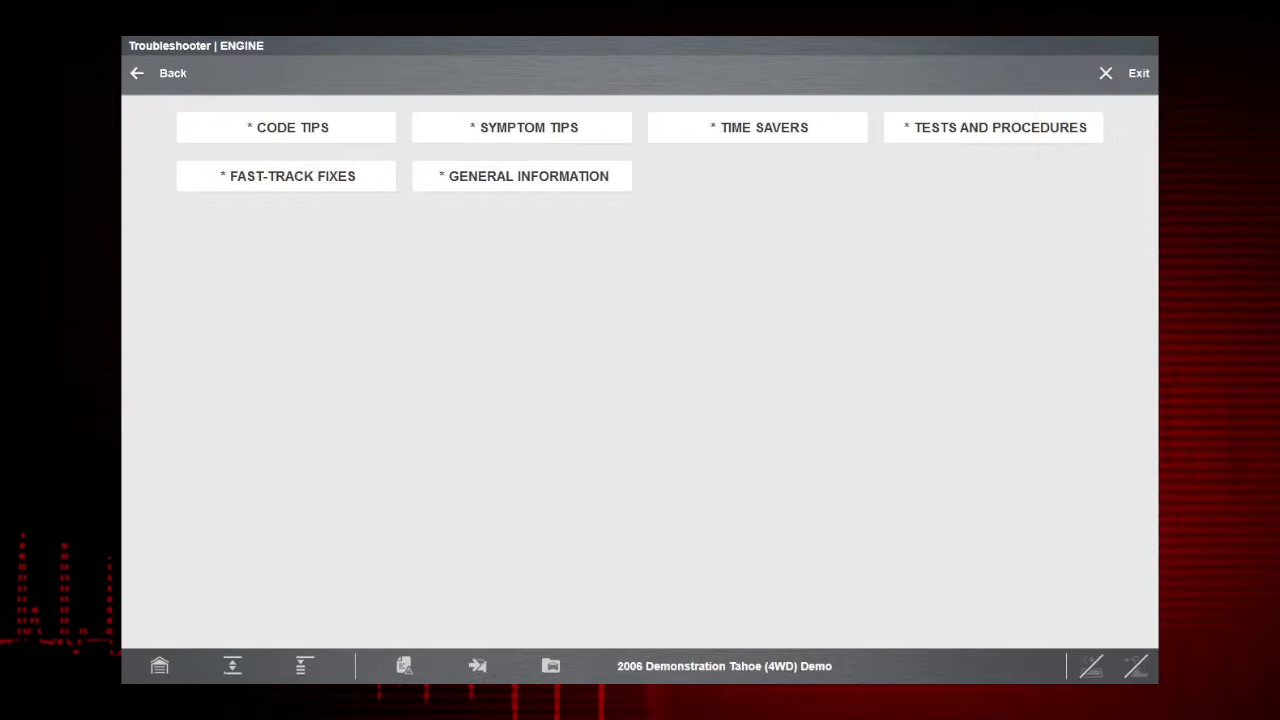 Troubleshooter | ENGINE
Back
Exit
* CODE TIPS
* SYMPTOM TIPS
* TIME SAVERS
* TESTS AND PROCEDURES
* FAST-TRACK FIXES
* GENERAL INFORMATION
2006 Demonstration Tahoe (4WD) Demo